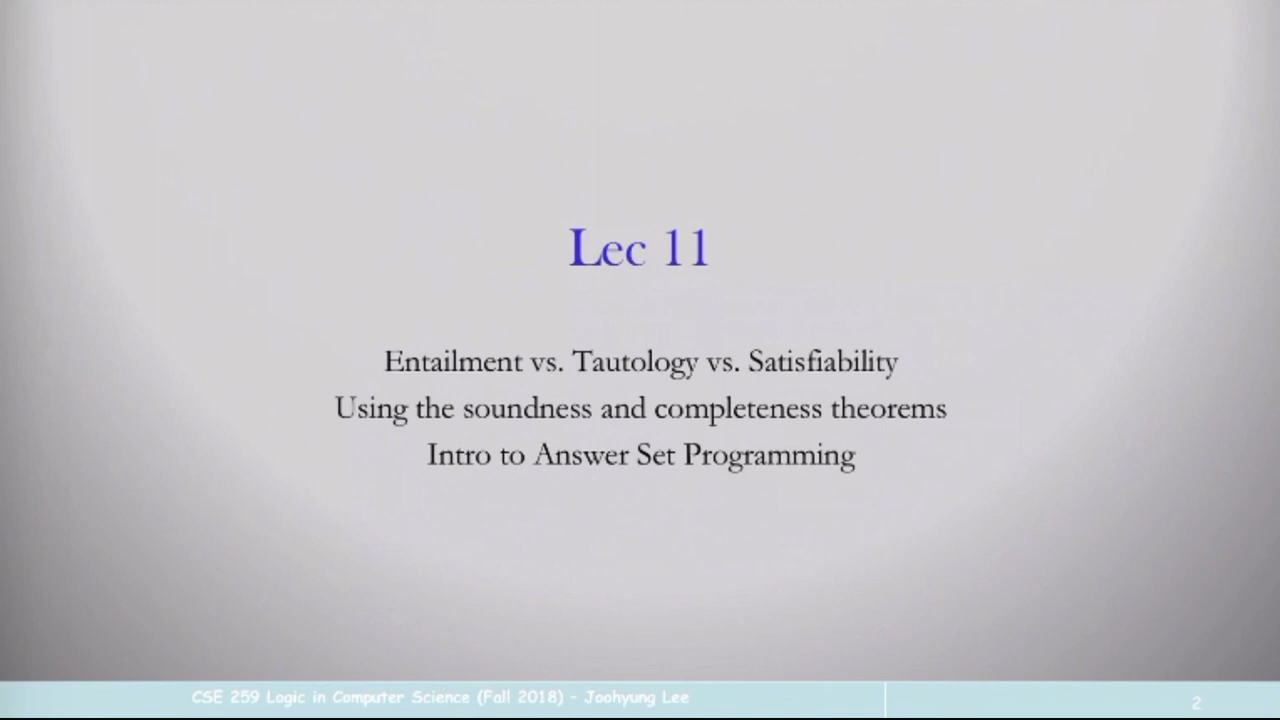 Lec 11
Entailment vs. Tautology vs. Satisfiability
Using the soundness and completeness theorems
Intro to Answer Set Programming
CSE 259 Logic in Computer Science (Fall 2018) - Joohyung Lee
2